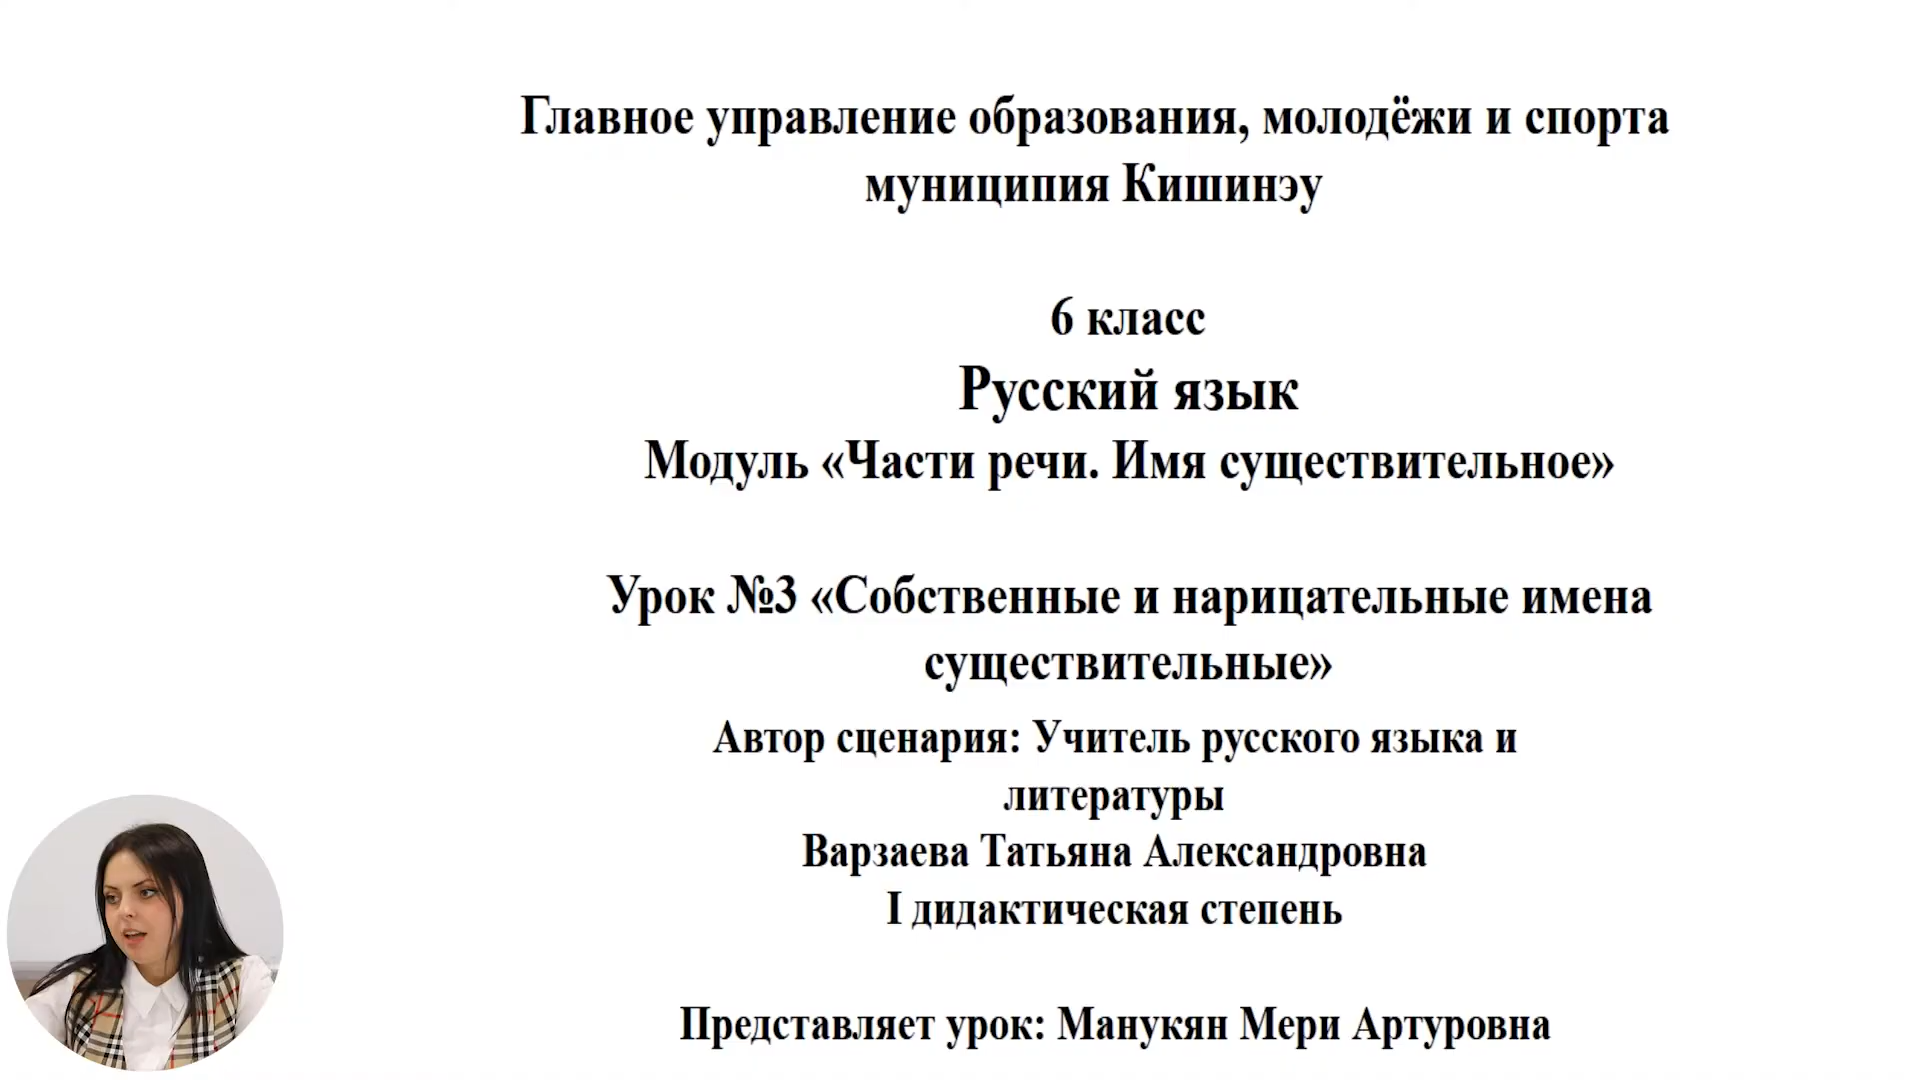 Главное управление образования, молодёжи и спорта
муниципия Кишинэу
6 класс
Русский язык
Модуль «Части речи. Имя существительное»
Урок №3 «Собственные и нарицательные имена
существительные»
Автор сценария: Учитель русского языка и
литературы
Варзаева Татьяна Александровна
I дидактическая степень
Представляет урок: Манукян Мери Артуровна